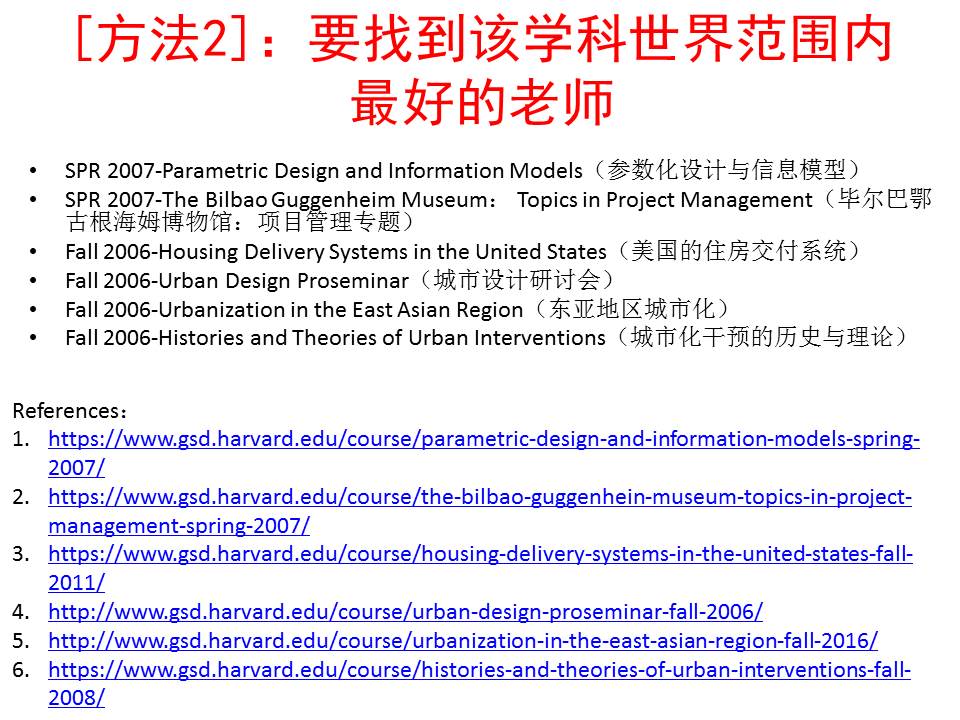 [方法2]：要找到该学科世界范围内
最好的老师
• SPR 2007-Parametric Design and Information Models（参数化设计与信息模型）
• SPR 2007-The Bilbao Guggenheim Museum： Topics in Project Management（毕尔巴鄂
古根海姆博物馆：项目管理专题）
• Fall 2006-Housing Delivery Systems in the United States（美国的住房交付系统）
• Fall 2006-Urban Design Proseminar（城市设计研讨会）
• Fall 2006-Urbanization in the East Asian Region（东亚地区城市化）
• Fall 2006-Histories and Theories of Urban Interventions（城市化干预的历史与理论）
References：
1. https://www.gsd.harvard.edu/course/parametric-design-and-information-models-spring-
2007/
2. https://www.gsd.harvard.edu/course/the-bilbao-guggenhein-museum-topics-in-project-
management-spring-2007/
3. https://www.gsd.harvard.edu/course/housing-delivery-systems-in-the-united-states-fall-
2011/
4. http://www.gsd.harvard.edu/course/urban-design-proseminar-fall-2006/
5. http://www.gsd.harvard.edu/course/urbanization-in-the-east-asian-region-fall-2016/
6. https://www.gsd.harvard.edu/course/histories-and-theories-of-urban-interventions-fall-
2008/